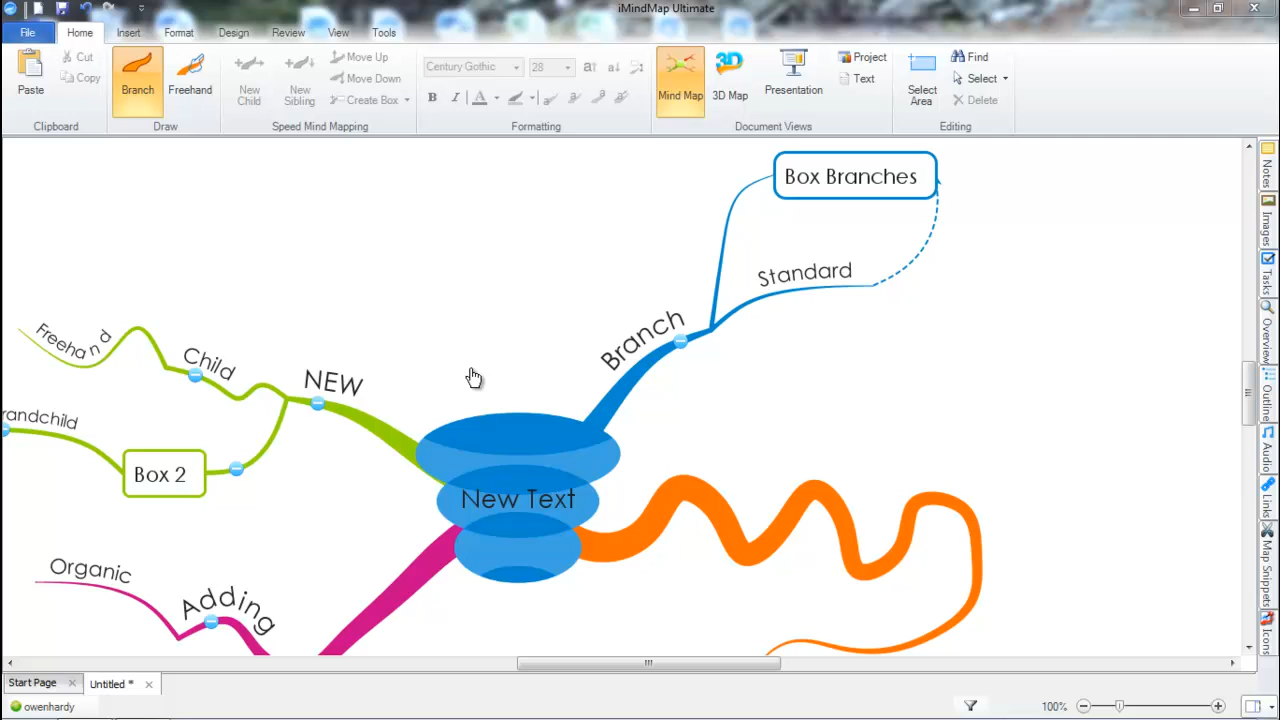 iMindMap Ultimate
File Home Insert Format Design Review View Tools
Paste
Cut
Copy
Clipboard
Branch
Freehand
Draw
New Child
New Sibling
Move Up
Move Down
Create Box
Speed Mind Mapping
Century Gothic 28
B I A
Formatting
Mind Map
3D Map
Presentation
Project
Text
Document Views
Select Area
Find
Select
Delete
Editing
Box Branches
Standard
Branch
Freehand
Child
NEW
randchild
Box 2
New Text
Organic
Adding
Notes
Images
Tasks
Overview
Outline
Audio
Links
Map Snippets
Icons
Start Page
Untitled *
owenhardy
100%